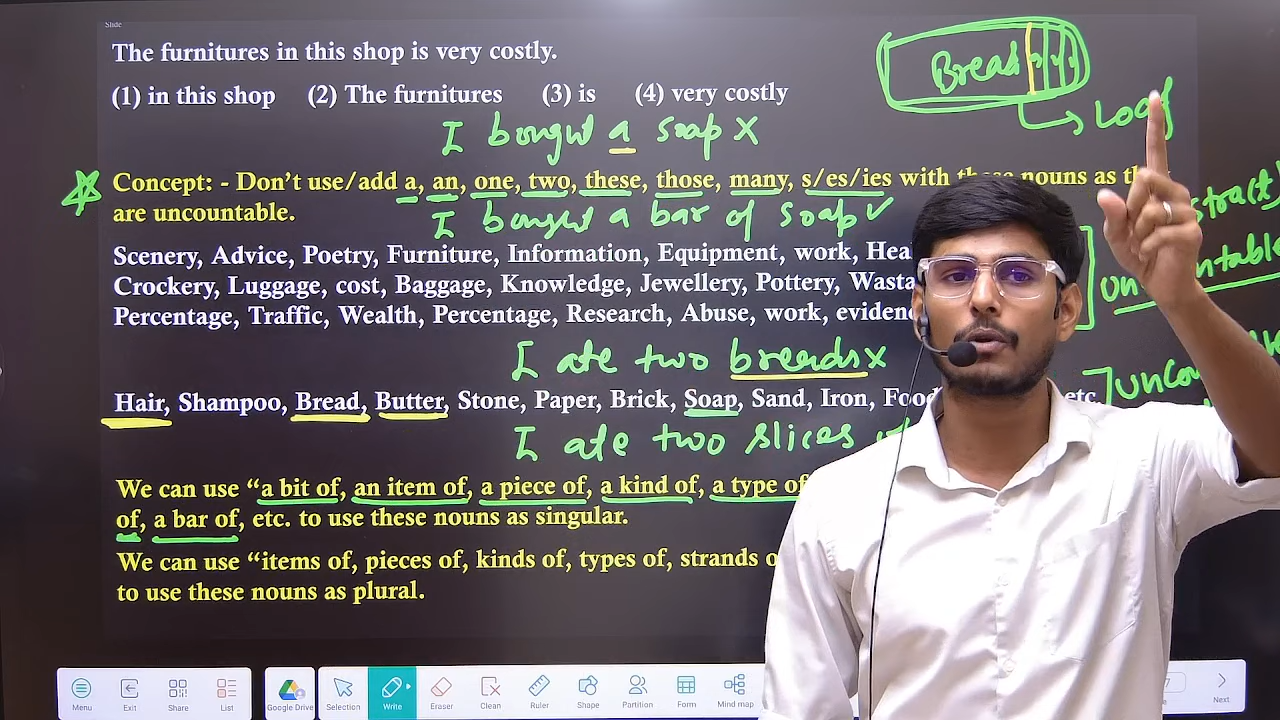 Slide
The furnitures in this shop is very costly.
(1) in this shop (2) The furnitures (3) is (4) very costly
Bread
Loaf
I bought a soap X
Concept: - Don't use/add a, an, one, two, these, those, many, s/es/ies with these nouns as
are uncountable.
I bought a bar of soap ✓
Scenery, Advice, Poetry, Furniture, Information, Equipment, work,
Crockery, Luggage, cost, Baggage, Knowledge, Jewellery, Pottery,
Percentage, Traffic, Wealth, Percentage, Research, Abuse, work,
I ate two breads X
Hair, Shampoo, Bread, Butter, Stone, Paper, Brick, Soap, Sand, Iron, etc
I ate two slices
We can use "a bit of, an item of, a piece of, a kind of, a type of
of, a bar of, etc. to use these nouns as singular.
We can use "items of, pieces of, kinds of, types of, strands
to use these nouns as plural.
Menu Exit Share List Google Drive Selection Write Eraser Clean Ruler Shape Partition Form Mind map Next